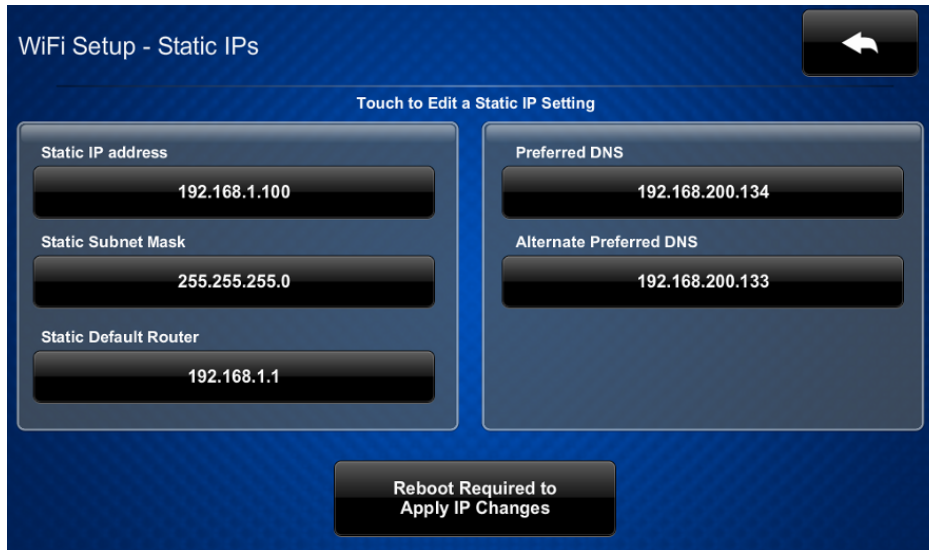 WiFi Setup - Static IPs
Touch to Edit a Static IP Setting
Static IP address
192.168.1.100
Static Subnet Mask
255.255.255.0
Static Default Router
192.168.1.1
Preferred DNS
192.168.200.134
Alternate Preferred DNS
192.168.200.133
Reboot Required to
Apply IP Changes